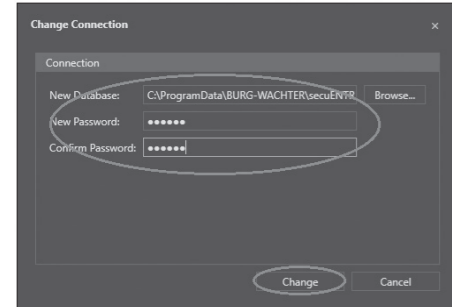 Change Connection ×
Connection
New Database: C:\ProgramData\BURG-WACHTER\secuENTR Browse...
New Password: ●●●●●●
Confirm Password: ●●●●●●
Change Cancel